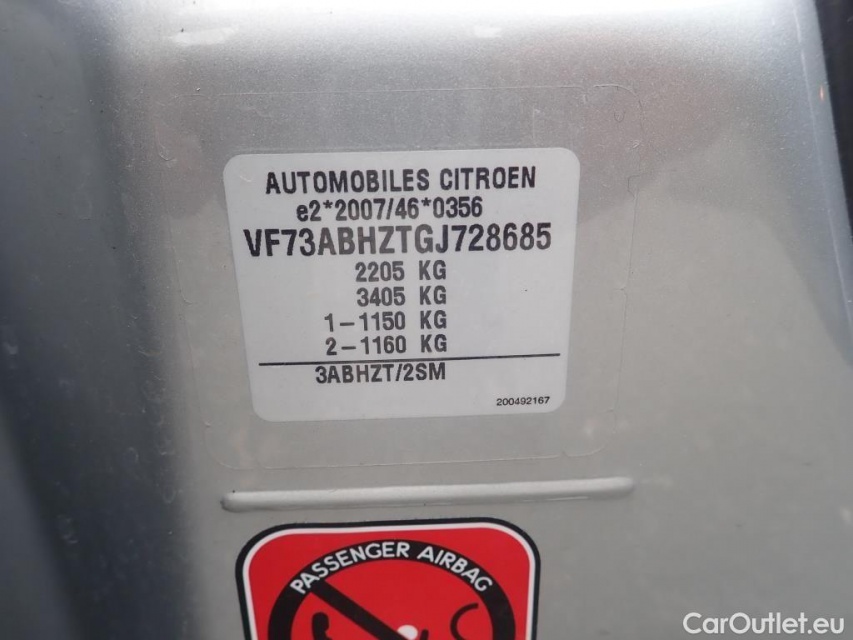 AUTOMOBILES CITROEN
e2*2007/46*0356
VF73ABHZTGJ728685
2205 KG
3405 KG
1-1150 KG
2-1160 KG
3ABHZT/2SM
200492167
PASSENGER AIRBAG
CarOutlet.eu